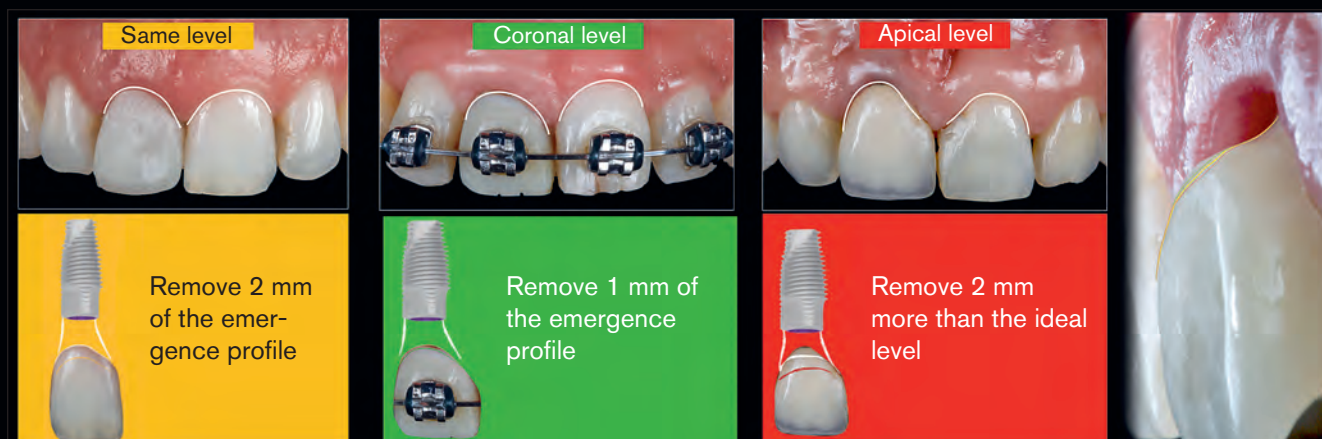 Same level
Coronal level
Apical level
Remove 2 mm
of the emer-
gence profile
Remove 1 mm of
the emergence
profile
Remove 2 mm
more than the ideal
level